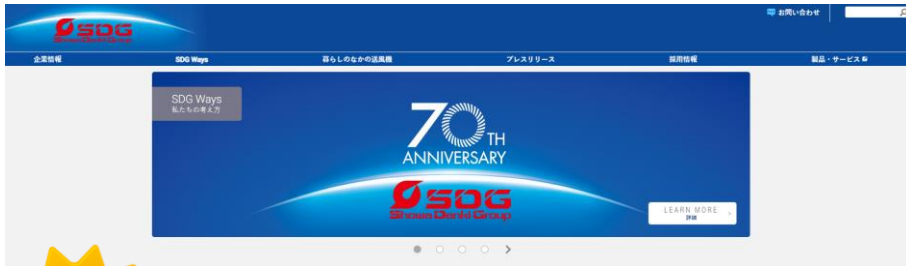 お問い合わせ
SDG
Showa Denki Group
企業情報
SDG Ways
暮らしのなかの送風機
プレスリリース
採用情報
製品・サービス
SDG Ways
私たちの考え方
70TH
ANNIVERSARY
SDG
Showa Denki Group
LEARN MORE
詳細